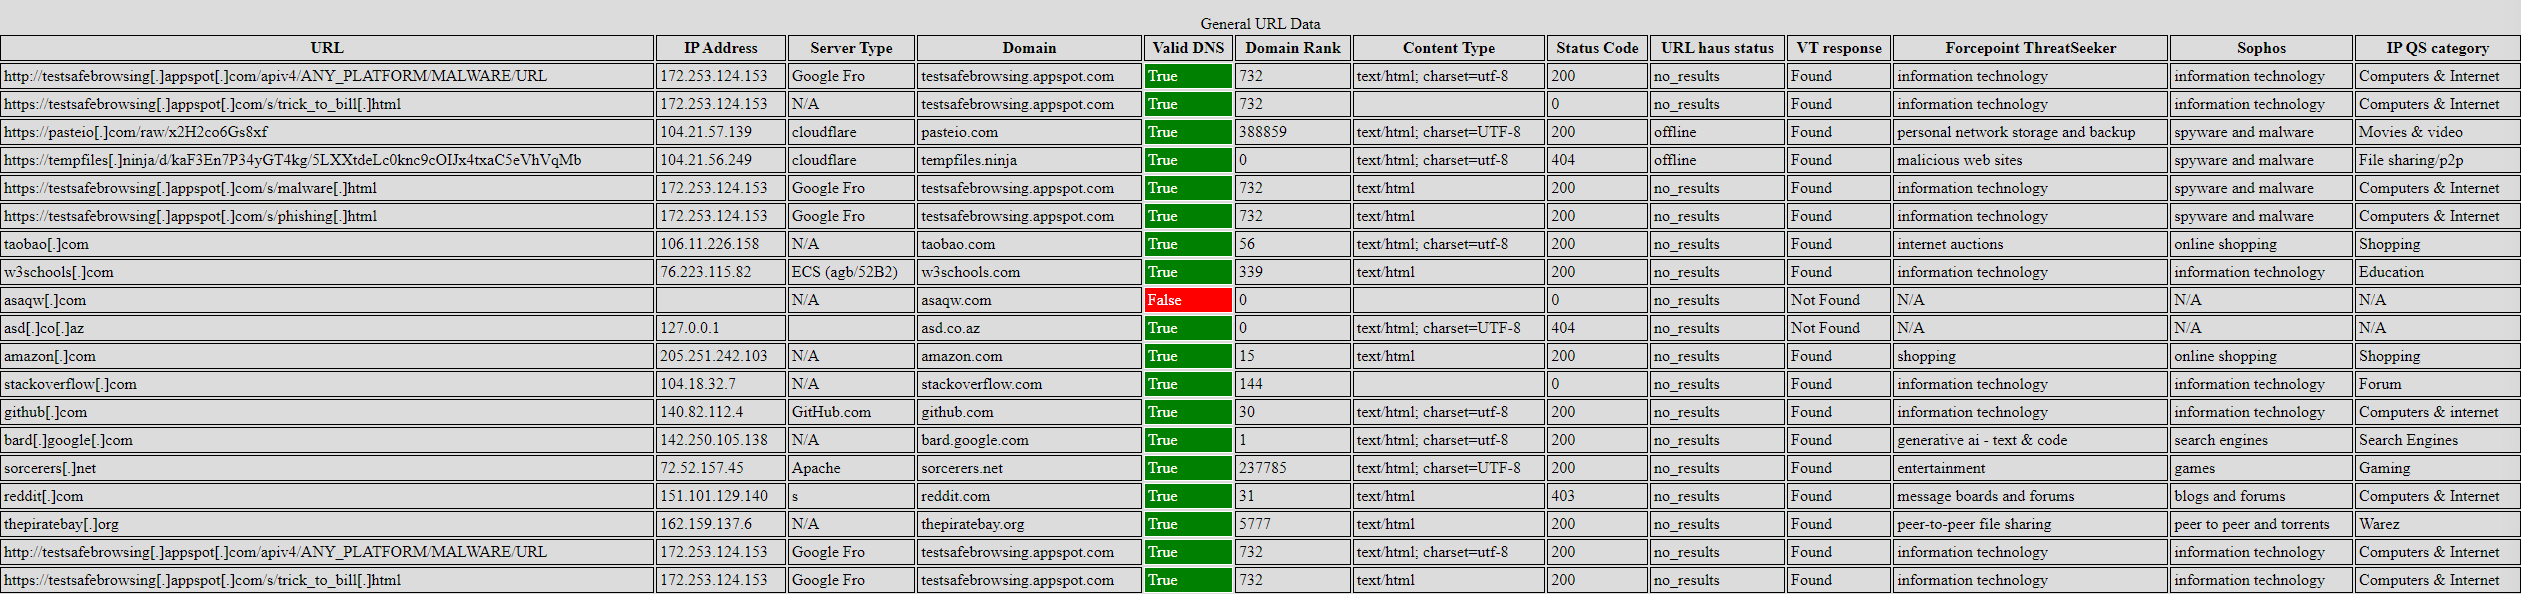 General URL Data
URL IP Address Server Type Domain Valid DNS Domain Rank Content Type Status Code URL haus status VT response Forcepoint ThreatSeeker Sophos IP QS category
http://testsafebrowsing[.]appspot[.]com/apiv4/ANY_PLATFORM/MALWARE/URL 172.253.124.153 Google Fro testsafebrowsing.appspot.com True 732 text/html; charset=utf-8 200 no_results Found information technology information technology Computers & Internet
https://testsafebrowsing[.]appspot[.]com/s/trick_to_bill[.]html 172.253.124.153 N/A testsafebrowsing.appspot.com True 732 0 no_results Found information technology information technology Computers & Internet
https://pasteio[.]com/raw/x2H2co6Gs8xf 104.21.57.139 cloudflare pasteio.com True 388859 text/html; charset=UTF-8 200 offline Found personal network storage and backup spyware and malware Movies & video
https://tempfiles[.]ninja/d/kaF3En7P34yGT4kg/5LXXtdeLc0knc9cOIJx4txaC5eVhVqMb 104.21.56.249 cloudflare tempfiles.ninja True 0 text/html; charset=utf-8 404 offline Found malicious web sites spyware and malware File sharing/p2p
https://testsafebrowsing[.]appspot[.]com/s/malware[.]html 172.253.124.153 Google Fro testsafebrowsing.appspot.com True 732 text/html 200 no_results Found information technology spyware and malware Computers & Internet
https://testsafebrowsing[.]appspot[.]com/s/phishing[.]html 172.253.124.153 Google Fro testsafebrowsing.appspot.com True 732 text/html 200 no_results Found information technology spyware and malware Computers & Internet
taobao[.]com 106.11.226.158 N/A taobao.com True 56 text/html; charset=utf-8 200 no_results Found internet auctions online shopping Shopping
w3schools[.]com 76.223.115.82 ECS (agb/52B2) w3schools.com True 339 text/html 200 no_results Found information technology information technology Education
asaqw[.]com N/A asaqw.com False 0 0 no_results Not Found N/A N/A N/A
asd[.]co[.]az 127.0.0.1 asd.co.az True 0 text/html; charset=UTF-8 404 no_results Not Found N/A N/A N/A
amazon[.]com 205.251.242.103 N/A amazon.com True 15 text/html 200 no_results Found shopping online shopping Shopping
stackoverflow[.]com 104.18.32.7 N/A stackoverflow.com True 144 0 no_results Found information technology information technology Forum
github[.]com 140.82.112.4 GitHub.com github.com True 30 text/html; charset=utf-8 200 no_results Found information technology information technology Computers & internet
bard[.]google[.]com 142.250.105.138 N/A bard.google.com True 1 text/html; charset=utf-8 200 no_results Found generative ai - text & code search engines Search Engines
sorcerers[.]net 72.52.157.45 Apache sorcerers.net True 237785 text/html; charset=UTF-8 200 no_results Found entertainment games Gaming
reddit[.]com 151.101.129.140 s reddit.com True 31 text/html 403 no_results Found message boards and forums blogs and forums Computers & Internet
thepiratebay[.]org 162.159.137.6 N/A thepiratebay.org True 5777 text/html 200 no_results Found peer-to-peer file sharing peer to peer and torrents Warez
http://testsafebrowsing[.]appspot[.]com/apiv4/ANY_PLATFORM/MALWARE/URL 172.253.124.153 Google Fro testsafebrowsing.appspot.com True 732 text/html; charset=utf-8 200 no_results Found information technology information technology Computers & Internet
https://testsafebrowsing[.]appspot[.]com/s/trick_to_bill[.]html 172.253.124.153 Google Fro testsafebrowsing.appspot.com True 732 text/html 200 no_results Found information technology information technology Computers & Internet